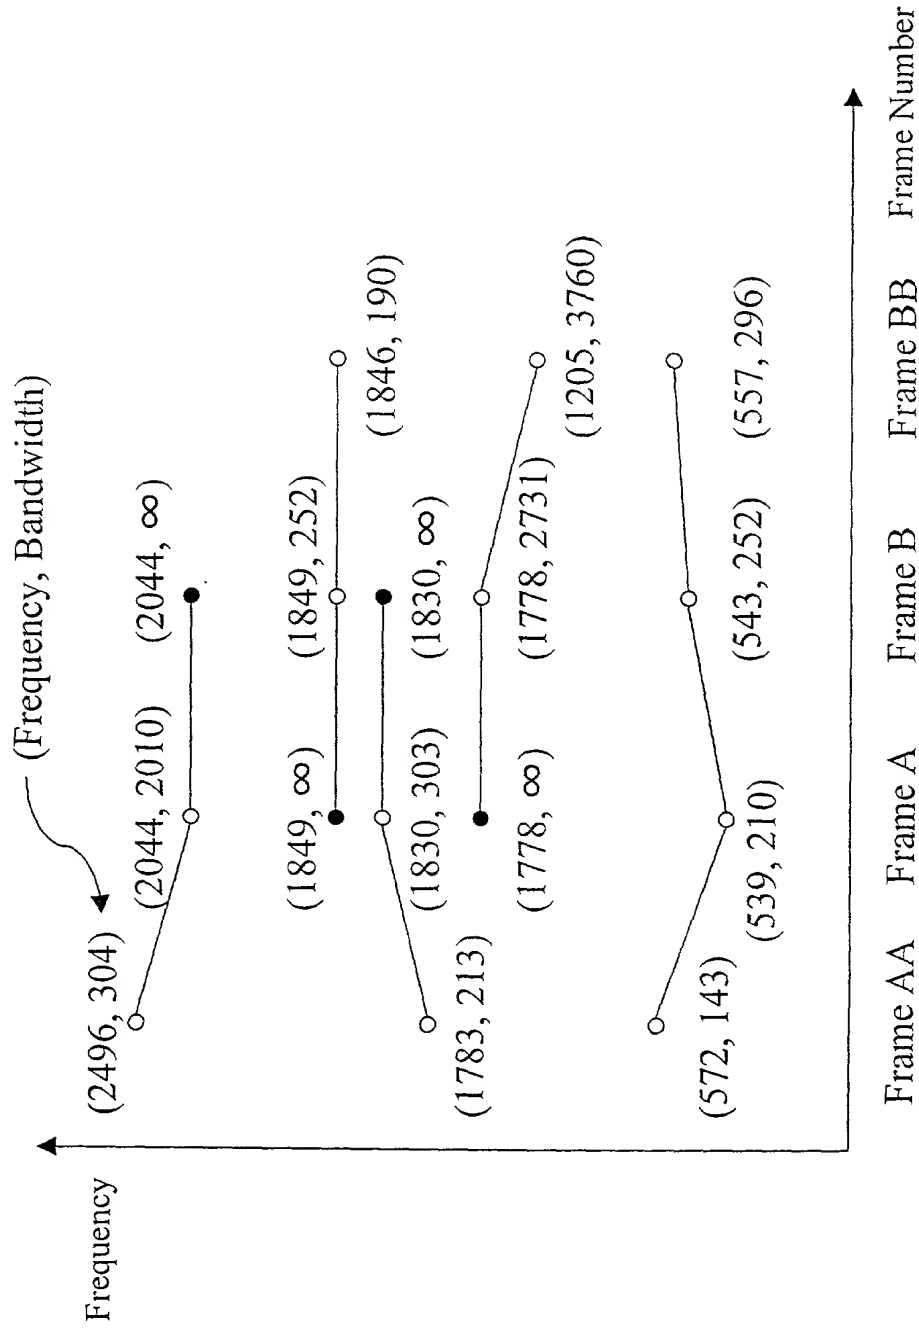 Frequency
(Frequency, Bandwidth)
(2496, 304)
(2044, 2010)
(2044, ∞)
(1849, ∞)
(1849, 252)
(1846, 190)
(1783, 213)
(1830, 303)
(1830, ∞)
(1778, ∞)
(1778, 2731)
(1205, 3760)
(572, 143)
(539, 210)
(543, 252)
(557, 296)
Frame AA
Frame A
Frame B
Frame BB
Frame Number